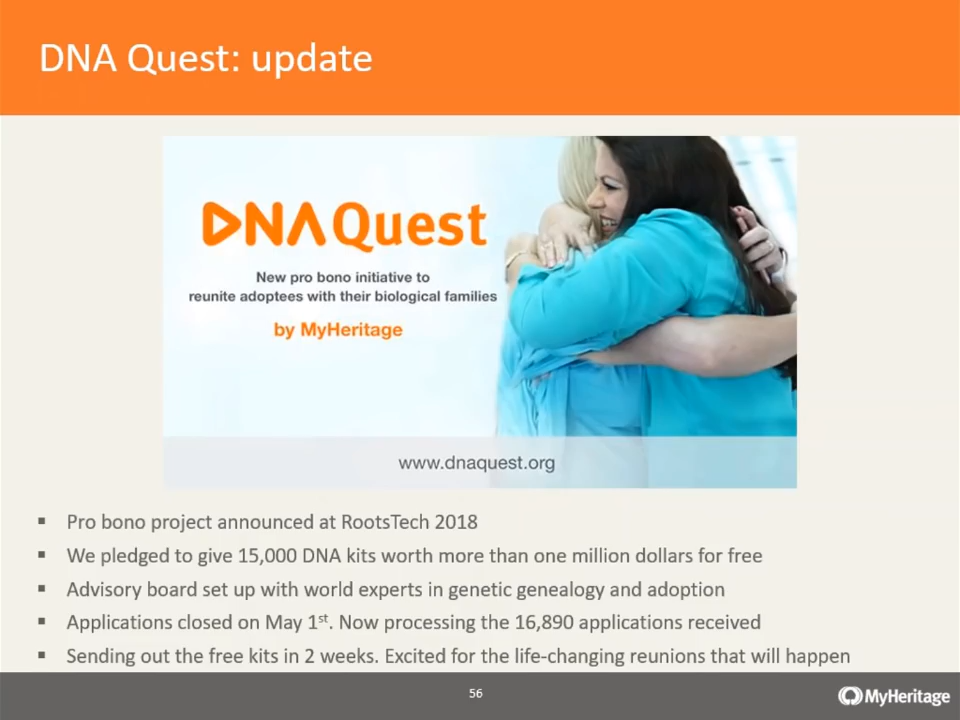 DNA Quest: update
DNAQuest
New pro bono initiative to
reunite adoptees with their biological families
by MyHeritage
www.dnaquest.org
▪ Pro bono project announced at RootsTech 2018
▪ We pledged to give 15,000 DNA kits worth more than one million dollars for free
▪ Advisory board set up with world experts in genetic genealogy and adoption
▪ Applications closed on May 1st. Now processing the 16,890 applications received
▪ Sending out the free kits in 2 weeks. Excited for the life-changing reunions that will happen
56
MyHeritage